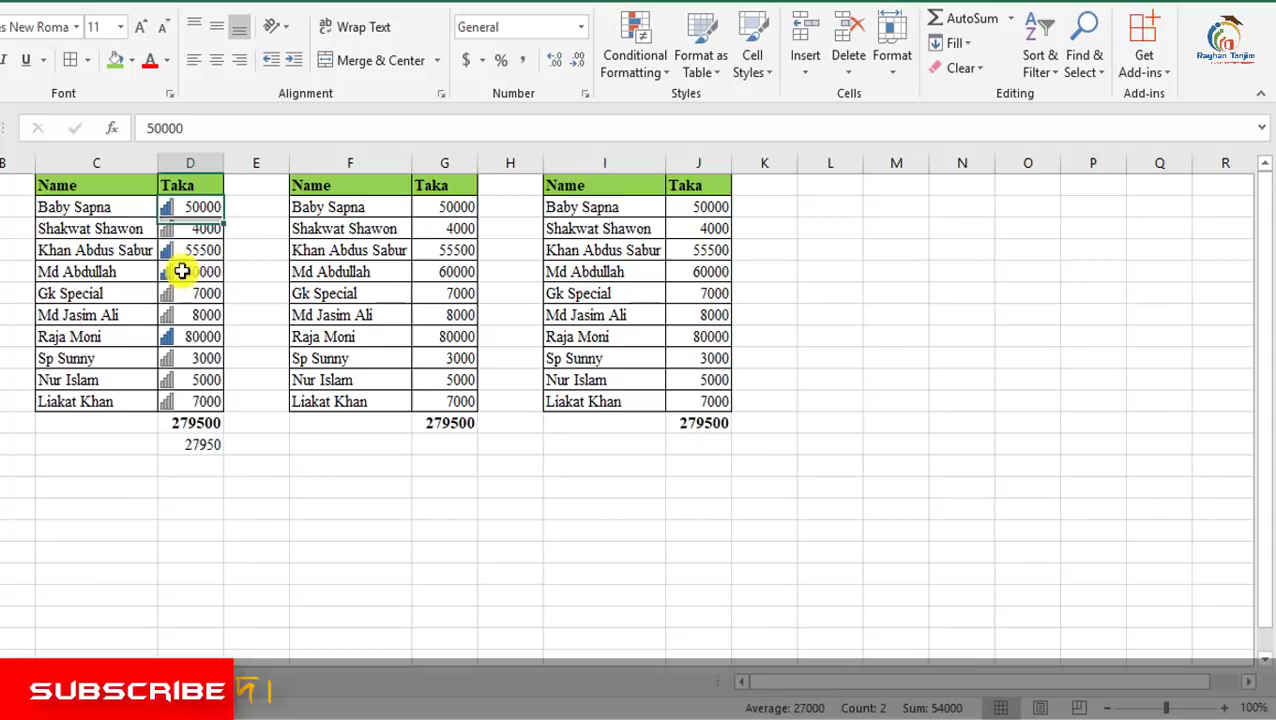 es New Roma
11
Wrap Text
General
AutoSum
Fill
Clear
Merge & Center
Conditional Formatting
Format as Table
Cell Styles
Insert
Delete
Format
Sort & Filter
Find & Select
Get Add-ins
Rayhan Tanjim
Font
Alignment
Number
Styles
Cells
Editing
Add-ins
fx
50000
B C D E F G H I J K L M N O P Q R
Name Taka Name Taka Name Taka
Baby Sapna 50000 Baby Sapna 50000 Baby Sapna 50000
Shakwat Shawon 4000 Shakwat Shawon 4000 Shakwat Shawon 4000
Khan Abdus Sabur 55500 Khan Abdus Sabur 55500 Khan Abdus Sabur 55500
Md Abdullah 0000 Md Abdullah 60000 Md Abdullah 60000
Gk Special 7000 Gk Special 7000 Gk Special 7000
Md Jasim Ali 8000 Md Jasim Ali 8000 Md Jasim Ali 8000
Raja Moni 80000 Raja Moni 80000 Raja Moni 80000
Sp Sunny 3000 Sp Sunny 3000 Sp Sunny 3000
Nur Islam 5000 Nur Islam 5000 Nur Islam 5000
Liakat Khan 7000 Liakat Khan 7000 Liakat Khan 7000
279500 279500 279500
27950
SUBSCRIBE
Average: 27000 Count: 2 Sum: 54000
100%